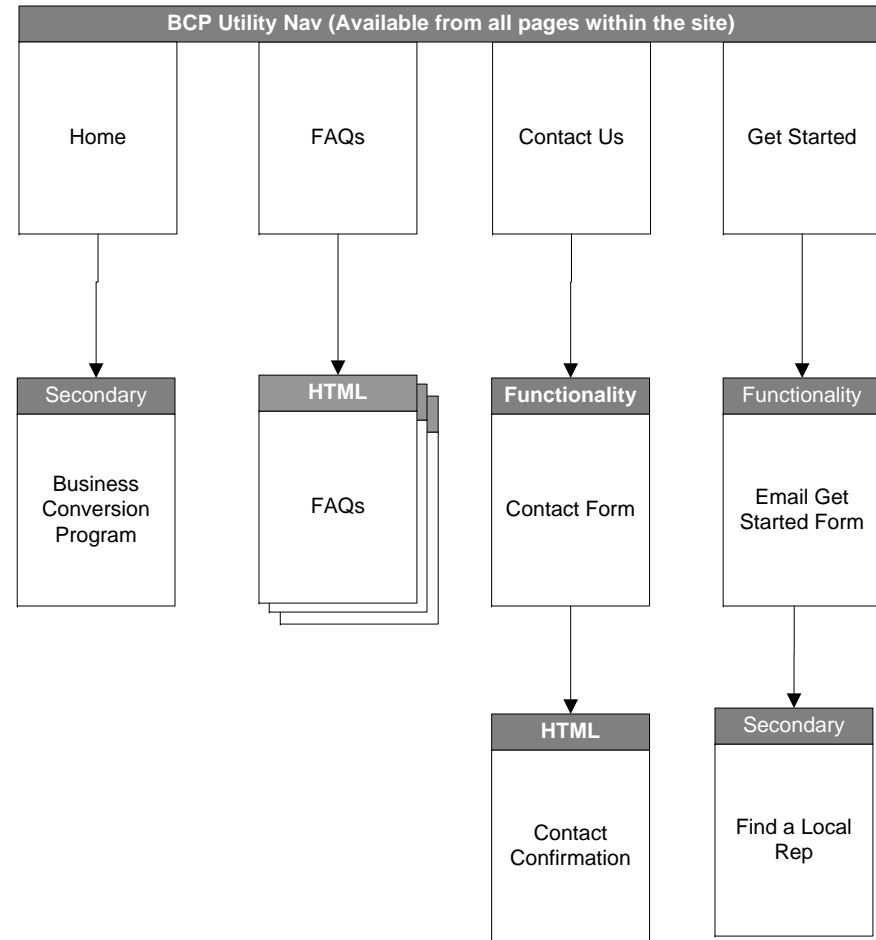 BCP Utility Nav (Available from all pages within the site)
Home
FAQs
Contact Us
Get Started
Secondary
Business
Conversion
Program
HTML
FAQs
Functionality
Contact Form
Functionality
Email Get
Started Form
HTML
Contact
Confirmation
Secondary
Find a Local
Rep